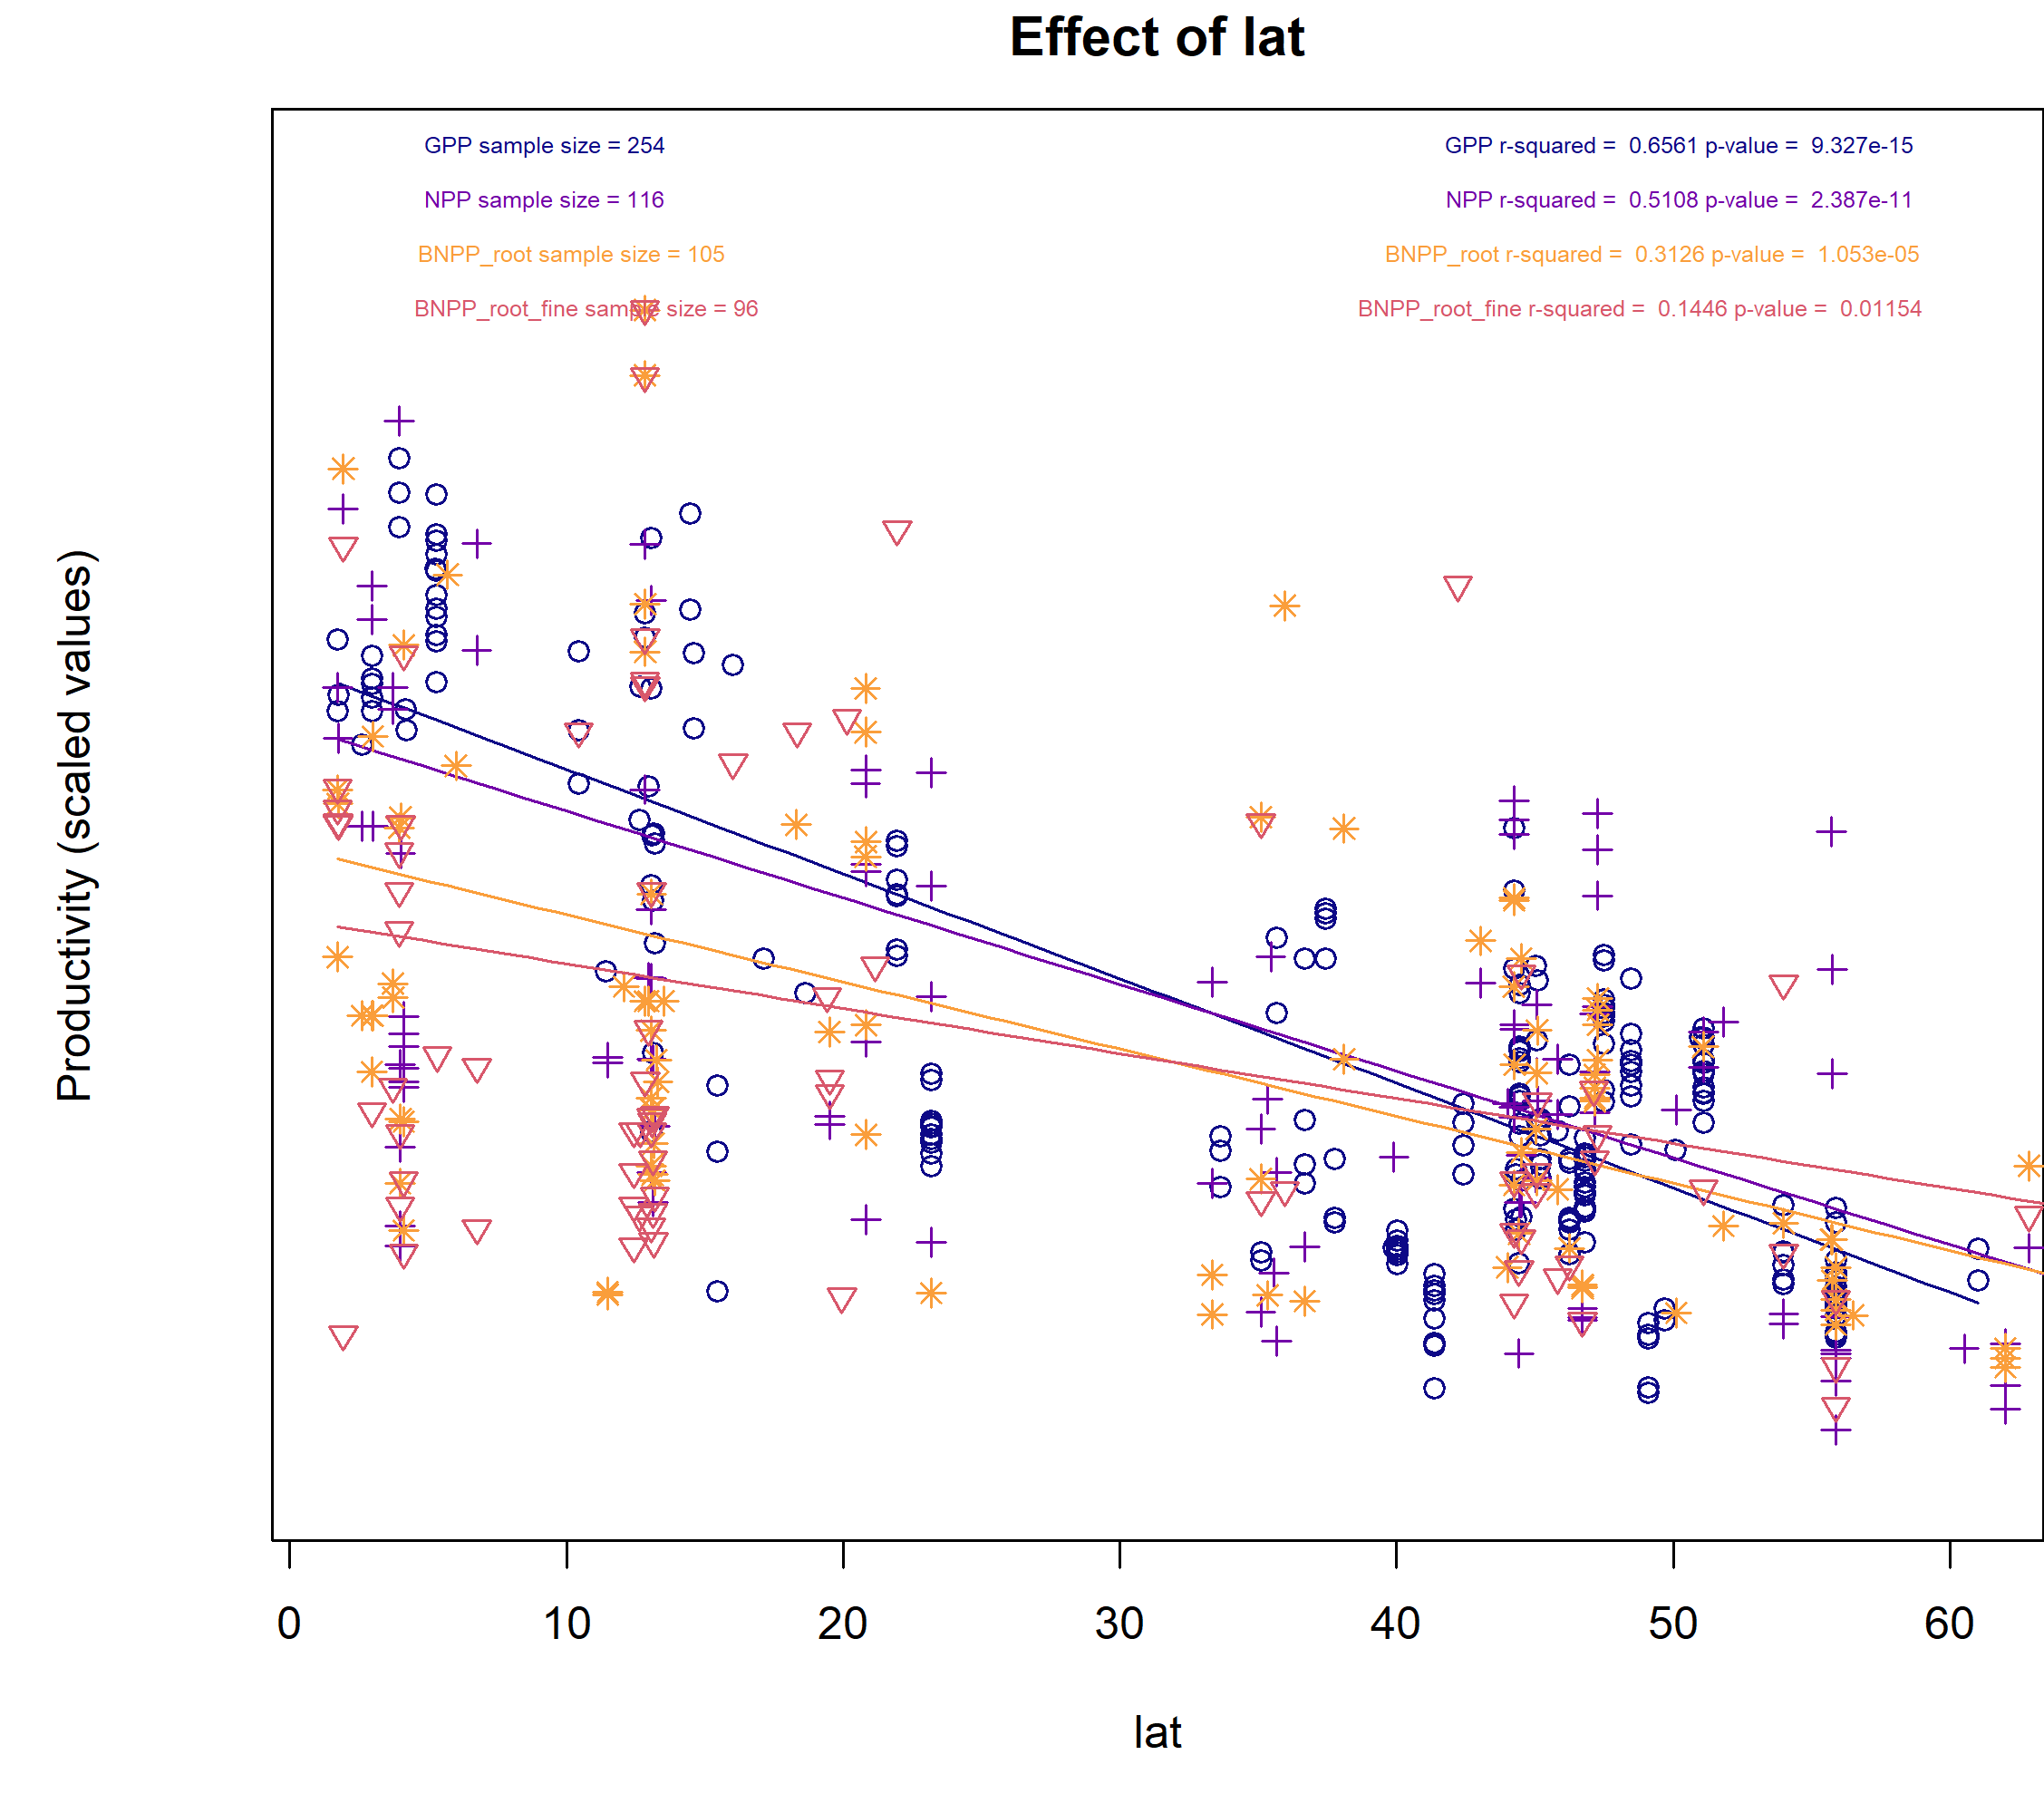 Effect of lat
GPP sample size = 254
GPP r-squared = 0.6561 p-value = 9.327e-15
NPP sample size = 116
NPP r-squared = 0.5108 p-value = 2.387e-11
BNPP_root sample size = 105
BNPP_root r-squared = 0.3126 p-value = 1.053e-05
BNPP_root_fine sample size = 96
BNPP_root_fine r-squared = 0.1446 p-value = 0.01154
Productivity (scaled values)
0 10 20 30 40 50 60
lat